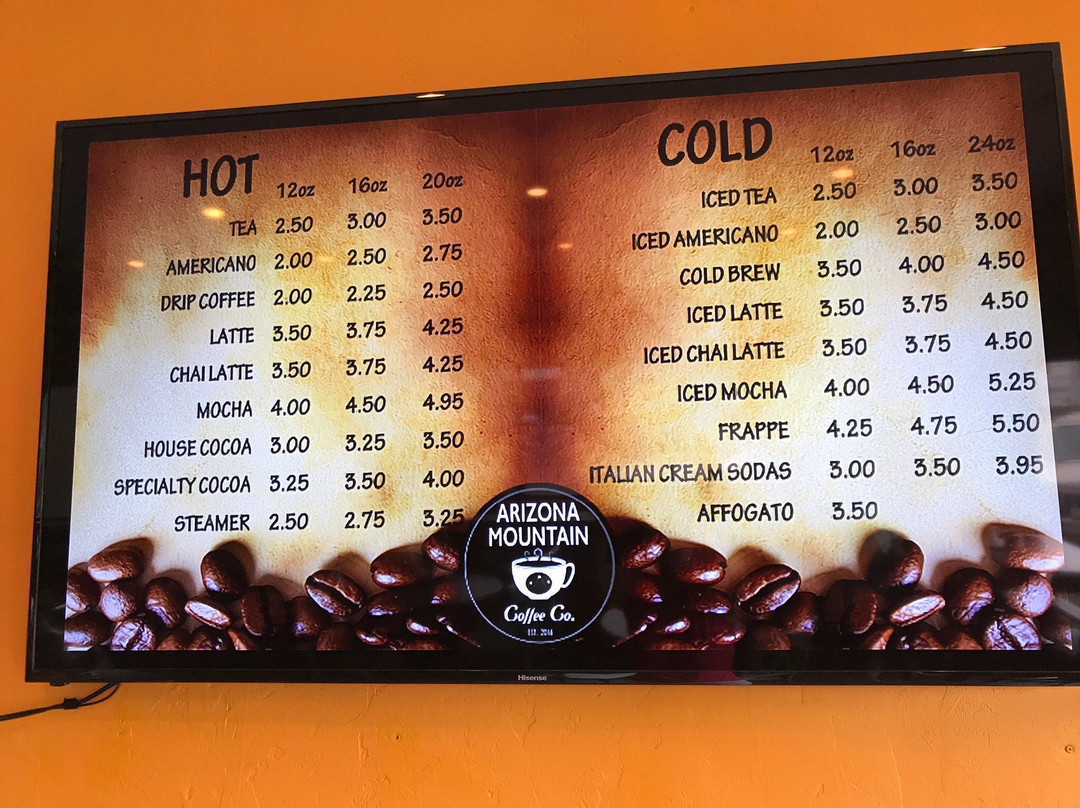 HOT 12oz 16oz 20oz
TEA 2.50 3.00 3.50
AMERICANO 2.00 2.50 2.75
DRIP COFFEE 2.00 2.25 2.50
LATTE 3.50 3.75 4.25
CHAI LATTE 3.50 3.75 4.25
MOCHA 4.00 4.50 4.95
HOUSE COCOA 3.00 3.25 3.50
SPECIALTY COCOA 3.25 3.50 4.00
STEAMER 2.50 2.75 3.25
COLD 12oz 16oz 24oz
ICED TEA 2.50 3.00 3.50
ICED AMERICANO 2.00 2.50 3.00
COLD BREW 3.50 4.00 4.50
ICED LATTE 3.50 3.75 4.50
ICED CHAI LATTE 3.50 3.75 4.50
ICED MOCHA 4.00 4.50 5.25
FRAPPE 4.25 4.75 5.50
ITALIAN CREAM SODAS 3.00 3.50 3.95
AFFOGATO 3.50
ARIZONA
MOUNTAIN
Coffee Co.
EST. 2014
Hisense